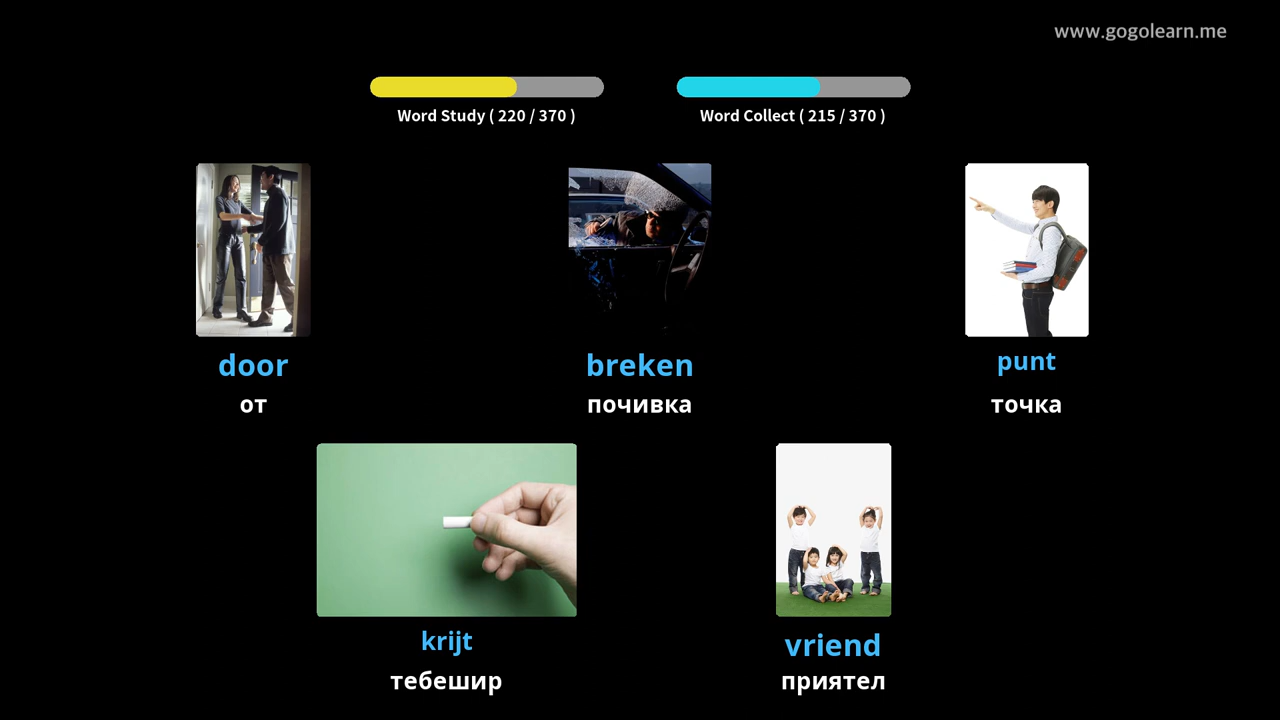 www.gogolearn.me
Word Study ( 220 / 370 )
Word Collect ( 215 / 370 )
door
от
breken
почивка
punt
точка
krijt
тебешир
vriend
приятел